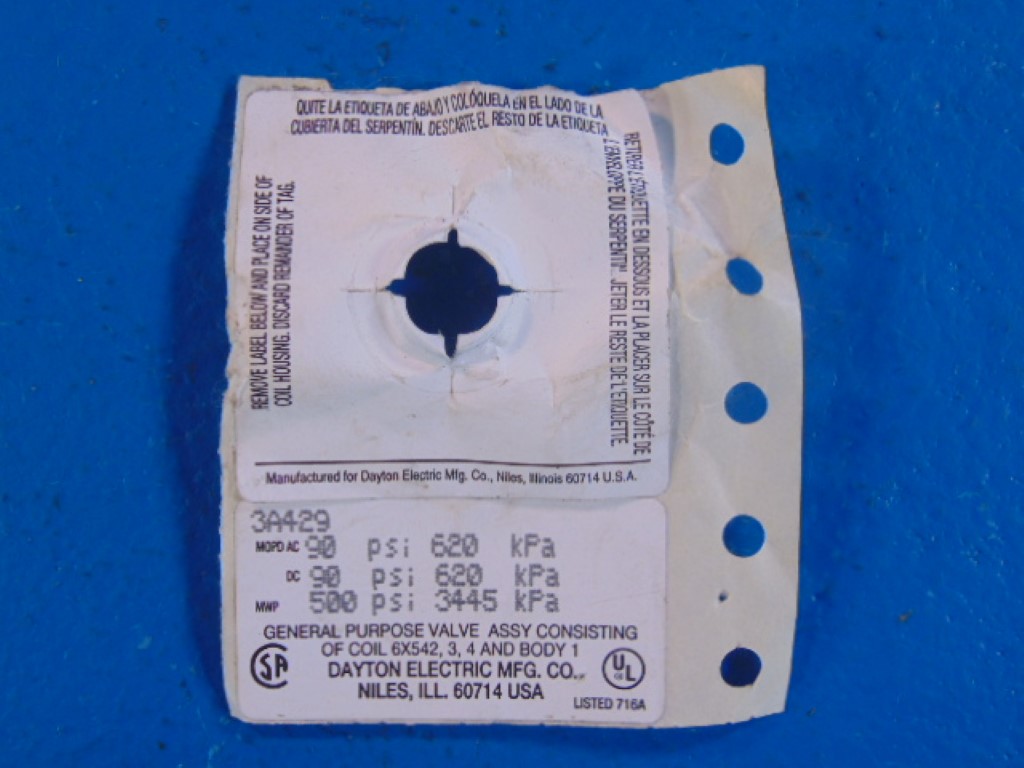 QUITE LA ETIQUETA DE ABAJO Y COLÓQUELA EN EL LADO DE LA
CUBIERTA DEL SERPENTÍN. DESCARTE EL RESTO DE LA ETIQUETA
REMOVE LABEL BELOW AND PLACE ON SIDE OF
COIL HOUSING. DISCARD REMAINDER OF TAG.
RETIRER L'ÉTIQUETTE EN DESSOUS ET LA PLACER SUR LE CÔTÉ DE
L'ENVELOPPE DU SERPENTIN. JETER LE RESTE DE L'ETIQUETTE.
Manufactured for Dayton Electric Mfg. Co., Niles, Illinois 60714 U.S.A.
3A429
MOPD AC 90 psi 620 kPa
DC 90 psi 620 kPa
MWP 500 psi 3445 kPa
GENERAL PURPOSE VALVE ASSY CONSISTING
OF COIL 6X542, 3, 4 AND BODY 1
DAYTON ELECTRIC MFG. CO.
NILES, ILL. 60714 USA
SA
UL
LISTED 716A